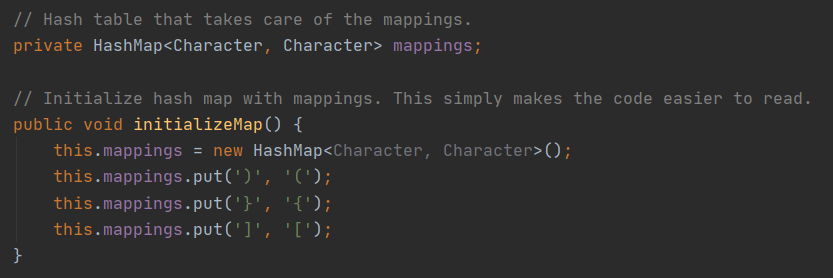 // Hash table that takes care of the mappings.
private HashMap<Character, Character> mappings;
// Initialize hash map with mappings. This simply makes the code easier to read.
public void initializeMap() {
this.mappings = new HashMap<Character, Character>();
this.mappings.put(')', '(');
this.mappings.put('}', '{');
this.mappings.put(']', '[');
}